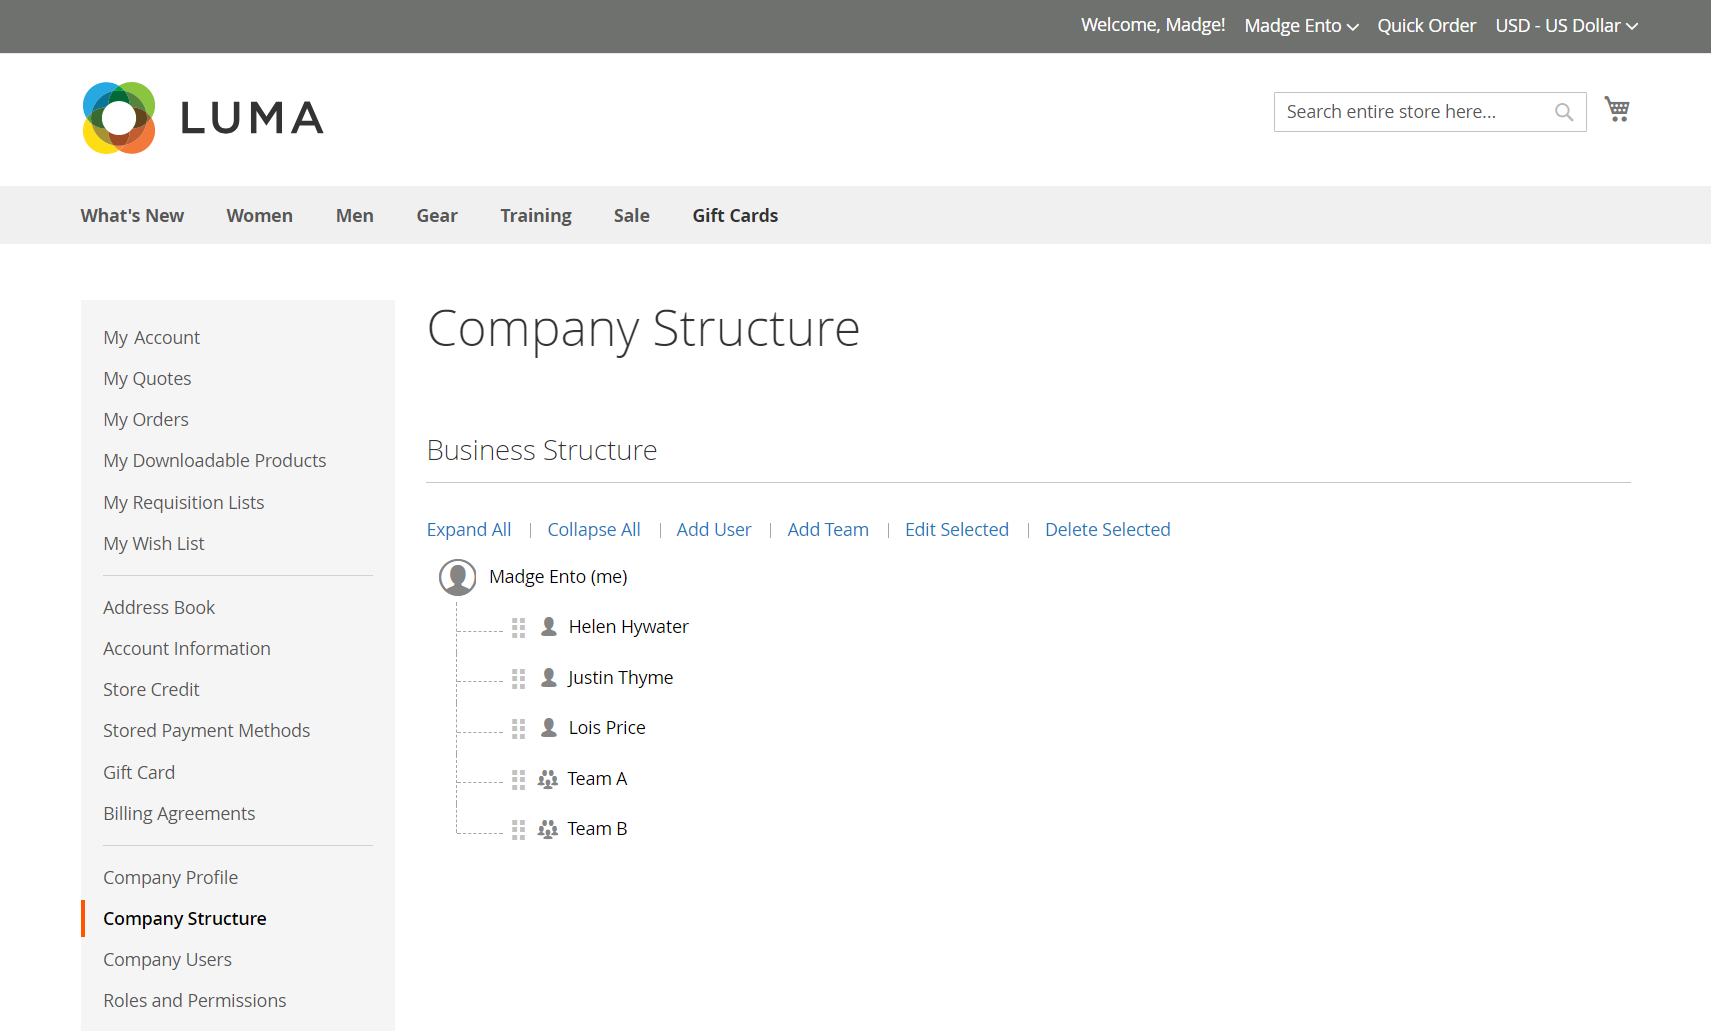 Welcome, Madge! Madge Ento Quick Order USD - US Dollar
LUMA
Search entire store here...
What's New Women Men Gear Training Sale Gift Cards
My Account
My Quotes
My Orders
My Downloadable Products
My Requisition Lists
My Wish List
Address Book
Account Information
Store Credit
Stored Payment Methods
Gift Card
Billing Agreements
Company Profile
Company Structure
Company Users
Roles and Permissions
Company Structure
Business Structure
Expand All | Collapse All | Add User | Add Team | Edit Selected | Delete Selected
Madge Ento (me)
Helen Hywater
Justin Thyme
Lois Price
Team A
Team B